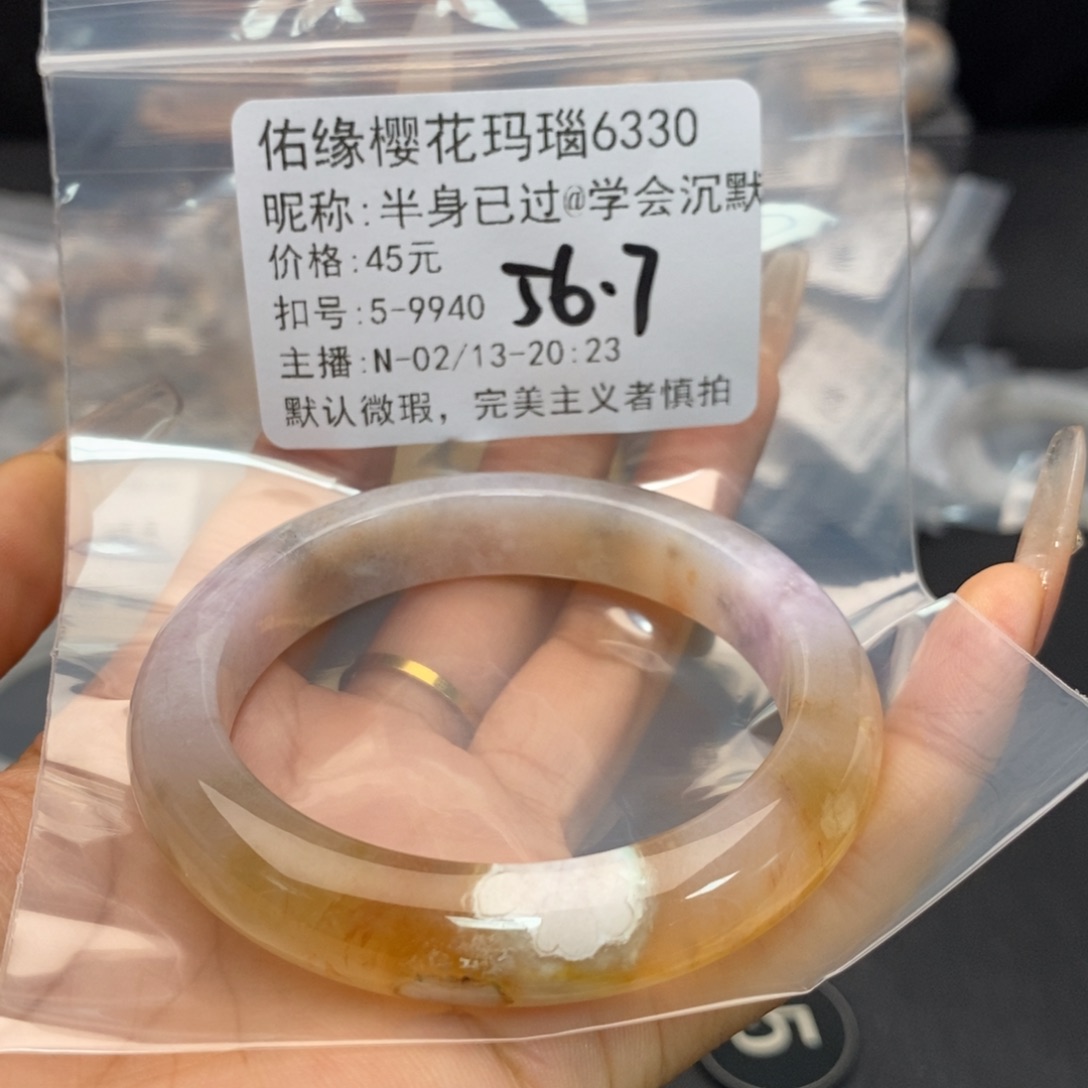 佑缘樱花玛瑙6330
昵称:半身已过@学会沉默
价格:45元
56.7
扣号:5-9940
主播:N-02/13-20:23
默认微瑕，完美主义者慎拍
5